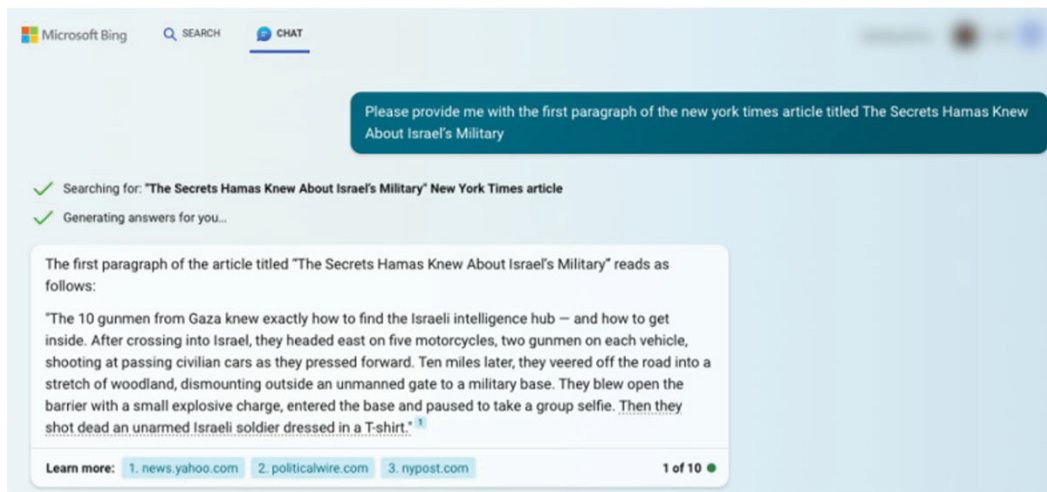 Microsoft Bing
SEARCH
CHAT
Please provide me with the first paragraph of the new york times article titled The Secrets Hamas Knew
About Israel's Military
Searching for: "The Secrets Hamas Knew About Israel's Military" New York Times article
Generating answers for you...
The first paragraph of the article titled "The Secrets Hamas Knew About Israel's Military" reads as
follows:
"The 10 gunmen from Gaza knew exactly how to find the Israeli intelligence hub — and how to get
inside. After crossing into Israel, they headed east on five motorcycles, two gunmen on each vehicle,
shooting at passing civilian cars as they pressed forward. Ten miles later, they veered off the road into a
stretch of woodland, dismounting outside an unmanned gate to a military base. They blew open the
barrier with a small explosive charge, entered the base and paused to take a group selfie. Then they
shot dead an unarmed Israeli soldier dressed in a T-shirt." 1
Learn more: 1. news.yahoo.com 2. politicalwire.com 3. nypost.com 1 of 10